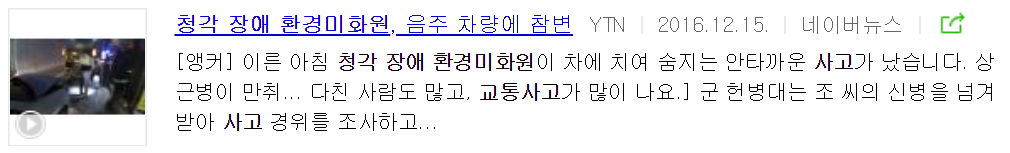 청각 장애 환경미화원, 음주 차량에 참변 YTN | 2016.12.15. | 네이버뉴스 |
[앵커] 이른 아침 청각 장애 환경미화원이 차에 치여 숨지는 안타까운 사고가 났습니다. 상
근병이 만취... 다친 사람도 많고, 교통사고가 많이 나요.] 군 헌병대는 조 씨의 신병을 넘겨
받아 사고 경위를 조사하고...